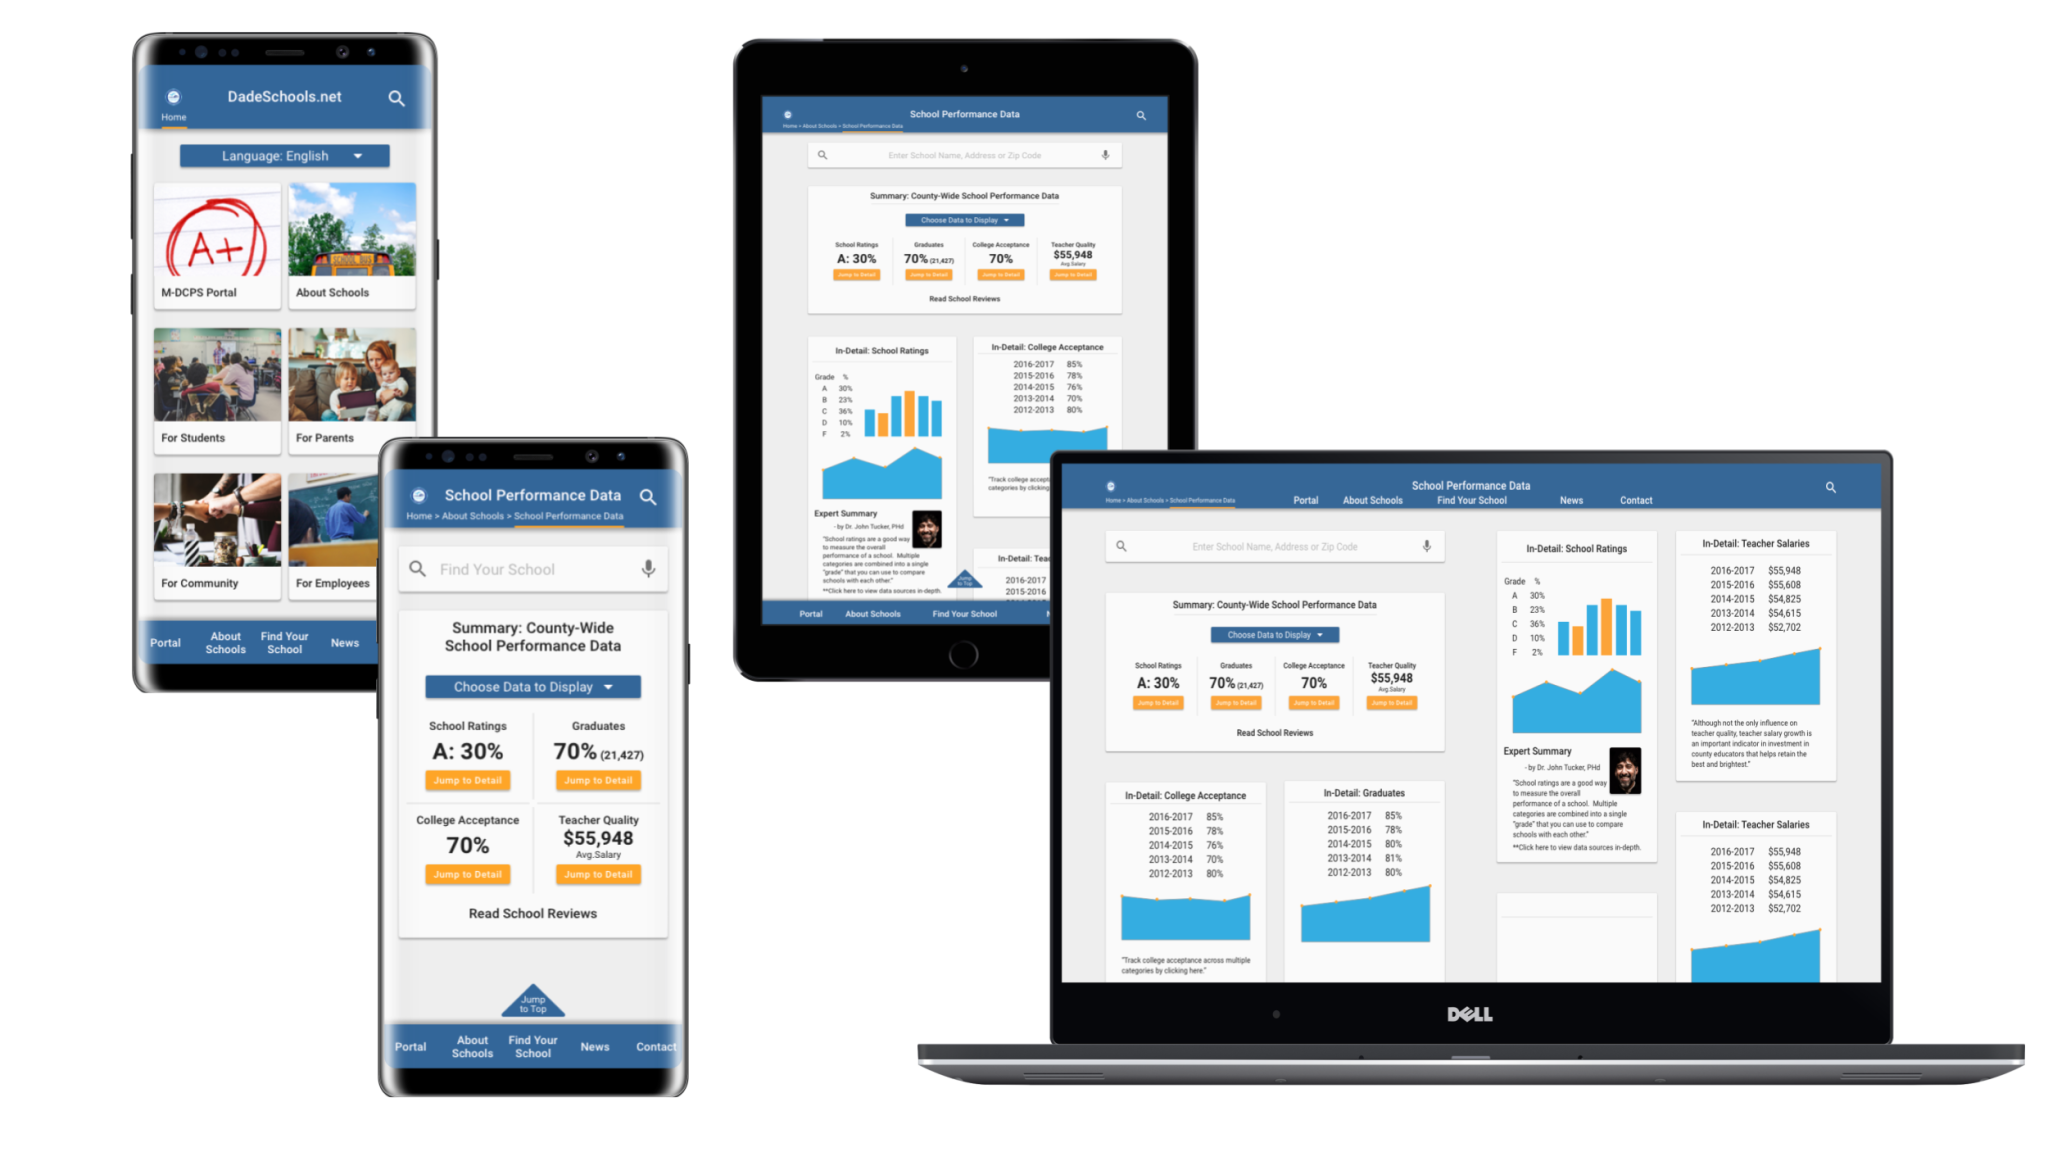 DadeSchools.net
Home
Language: English
A+
SCHOOL BUS
M-DCPS Portal
About Schools
For Students
For Parents
For Community
For Employees
Portal
About Schools
Find Your School
News
School Performance Data
Home > About Schools > School Performance Data
Find Your School
Summary: County-Wide
School Performance Data
Choose Data to Display
School Ratings
A: 30%
Jump to Detail
Graduates
70% (21,427)
Jump to Detail
College Acceptance
70%
Jump to Detail
Teacher Quality
$55,948
Avg.Salary
Jump to Detail
Read School Reviews
Jump
to Top
Portal
About
Schools
Find Your
School
News
Contact
School Performance Data
Home > About Schools > School Performance Data
Enter School Name, Address or Zip Code
Summary: County-Wide School Performance Data
Choose Data to Display
School Ratings
A: 30%
Jump to Detail
Graduates
70% (21,427)
Jump to Detail
College Acceptance
70%
Jump to Detail
Teacher Quality
$55,948
Avg.Salary
Jump to Detail
Read School Reviews
In-Detail: School Ratings
Grade %
A 30%
B 23%
C 36%
D 10%
F 2%
Expert Summary
- by Dr. John Tucker, PHd
"School ratings are a good way
to measure the overall
performance of a school. Multiple
categories are combined into a single
"grade" that you can use to compare
schools with each other."
**Click here to view data sources in-depth.
In-Detail: College Acceptance
2016-2017 85%
2015-2016 78%
2014-2015 76%
2013-2014 70%
2012-2013 80%
"Track college accept
categories by clicking
In-Detail: Tea
2016-2017
2015-2016
Jump
to Top
Portal
About Schools
Find Your School
School Performance Data
Home > About Schools > School Performance Data
Portal
About Schools
Find Your School
News
Contact
Enter School Name, Address or Zip Code
Summary: County-Wide School Performance Data
Choose Data to Display
School Ratings
A: 30%
Jump to Detail
Graduates
70% (21,427)
Jump to Detail
College Acceptance
70%
Jump to Detail
Teacher Quality
$55,948
Avg.Salary
Jump to Detail
Read School Reviews
In-Detail: College Acceptance
2016-2017 85%
2015-2016 78%
2014-2015 76%
2013-2014 70%
2012-2013 80%
"Track college acceptance across multiple
categories by clicking here."
In-Detail: Graduates
2016-2017 85%
2015-2016 78%
2014-2015 80%
2013-2014 81%
2012-2013 80%
In-Detail: School Ratings
Grade %
A 30%
B 23%
C 36%
D 10%
F 2%
Expert Summary
- by Dr. John Tucker, PHd
"School ratings are a good way
to measure the overall
performance of a school. Multiple
categories are combined into a single
"grade" that you can use to compare
schools with each other."
**Click here to view data sources in-depth.
In-Detail: Teacher Salaries
2016-2017 $55,948
2015-2016 $55,608
2014-2015 $54,825
2013-2014 $54,615
2012-2013 $52,702
"Although not the only influence on
teacher quality, teacher salary growth is
an important indicator in investment in
county educators that helps retain the
best and brightest."
In-Detail: Teacher Salaries
2016-2017 $55,948
2015-2016 $55,608
2014-2015 $54,825
2013-2014 $54,615
2012-2013 $52,702
DELL